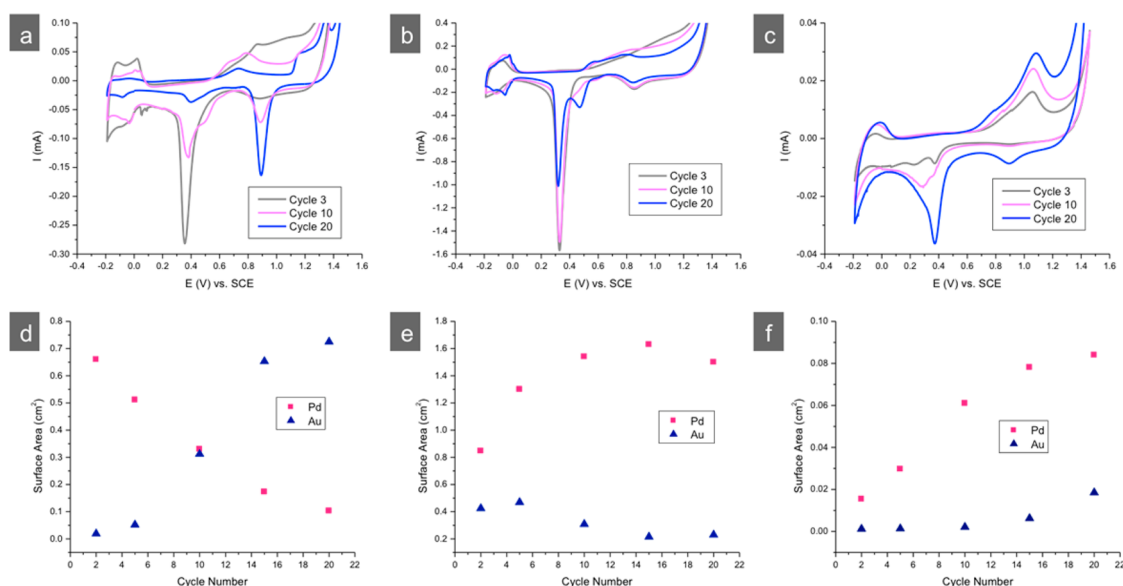 a
0.10
0.05
0.00
-0.05
-0.10
-0.15
-0.20
-0.25
-0.30
I (mA)
Cycle 3
Cycle 10
Cycle 20
-0.4 -0.2 0.0 0.2 0.4 0.6 0.8 1.0 1.2 1.4 1.6
E (V) vs. SCE
b
0.4
0.2
0.0
-0.2
-0.4
-0.6
-0.8
-1.0
-1.2
-1.4
-1.6
I (mA)
Cycle 3
Cycle 10
Cycle 20
-0.4 -0.2 0.0 0.2 0.4 0.6 0.8 1.0 1.2 1.4 1.6
E (V) vs. SCE
c
0.04
0.02
0.00
-0.02
-0.04
I (mA)
Cycle 3
Cycle 10
Cycle 20
-0.4 -0.2 0.0 0.2 0.4 0.6 0.8 1.0 1.2 1.4 1.6
E (V) vs. SCE
d
0.8
0.7
0.6
0.5
0.4
0.3
0.2
0.1
0.0
Surface Area (cm²)
Pd
Au
0 2 4 6 8 10 12 14 16 18 20 22
Cycle Number
e
1.8
1.6
1.4
1.2
1.0
0.8
0.6
0.4
0.2
0.0
Surface Area (cm²)
Pd
Au
0 2 4 6 8 10 12 14 16 18 20 22
Cycle Number
f
0.10
0.08
0.06
0.04
0.02
0.00
Surface Area (cm²)
Pd
Au
0 2 4 6 8 10 12 14 16 18 20 22
Cycle Number